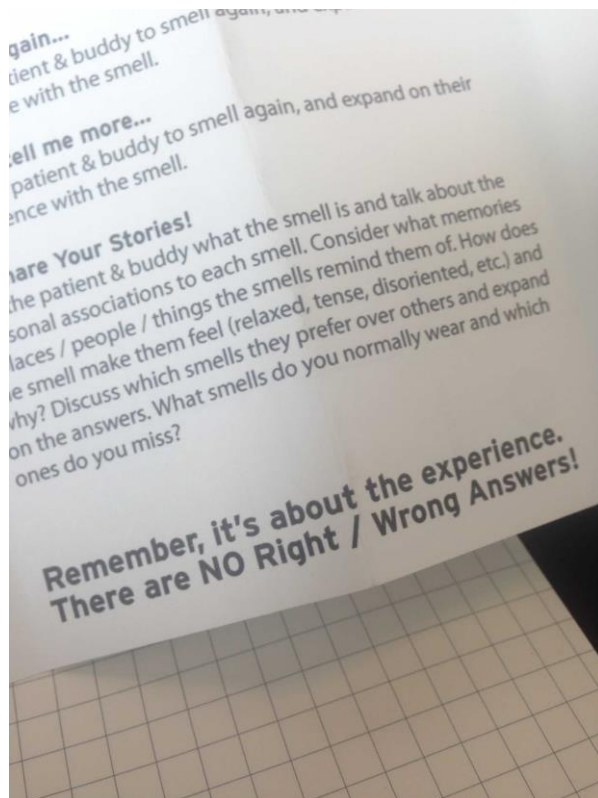 gain...
tient & buddy to smell again, and
e with the smell.
ell me more...
patient & buddy to smell again, and expand on their
ence with the smell.
hare Your Stories!
he patient & buddy what the smell is and talk about the
sonal associations to each smell. Consider what memories
laces / people / things the smells remind them of. How does
e smell make them feel (relaxed, tense, disoriented, etc.) and
why? Discuss which smells they prefer over others and expand
on the answers. What smells do you normally wear and which
ones do you miss?
Remember, it's about the experience.
There are NO Right / Wrong Answers!